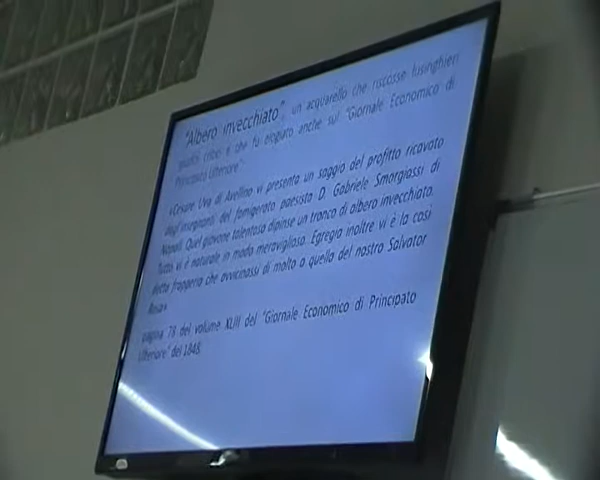 "Albero invecchiato", un acquarello che riscosse lusinghieri
giudizi critici e che fu elogiato anche sul "Giornale Economico di
Principato Ulteriore":
«Cesare Uva di Avellino vi presenta un saggio del profitto ricavato
dagl'insegnanti del famigerato paesista D. Gabriele Smorgiassi di
Napoli. Quel giovane talentoso dipinse un tronco di albero invecchiato.
Tutto vi è naturale in modo meraviglioso. Egregia inoltre vi è la così
detta frapperia che avvicinassi di molto a quella del nostro Salvator
Rosa»
pagina 78 del volume XLIII del "Giornale Economico di Principato
Ulteriore" del 1848.